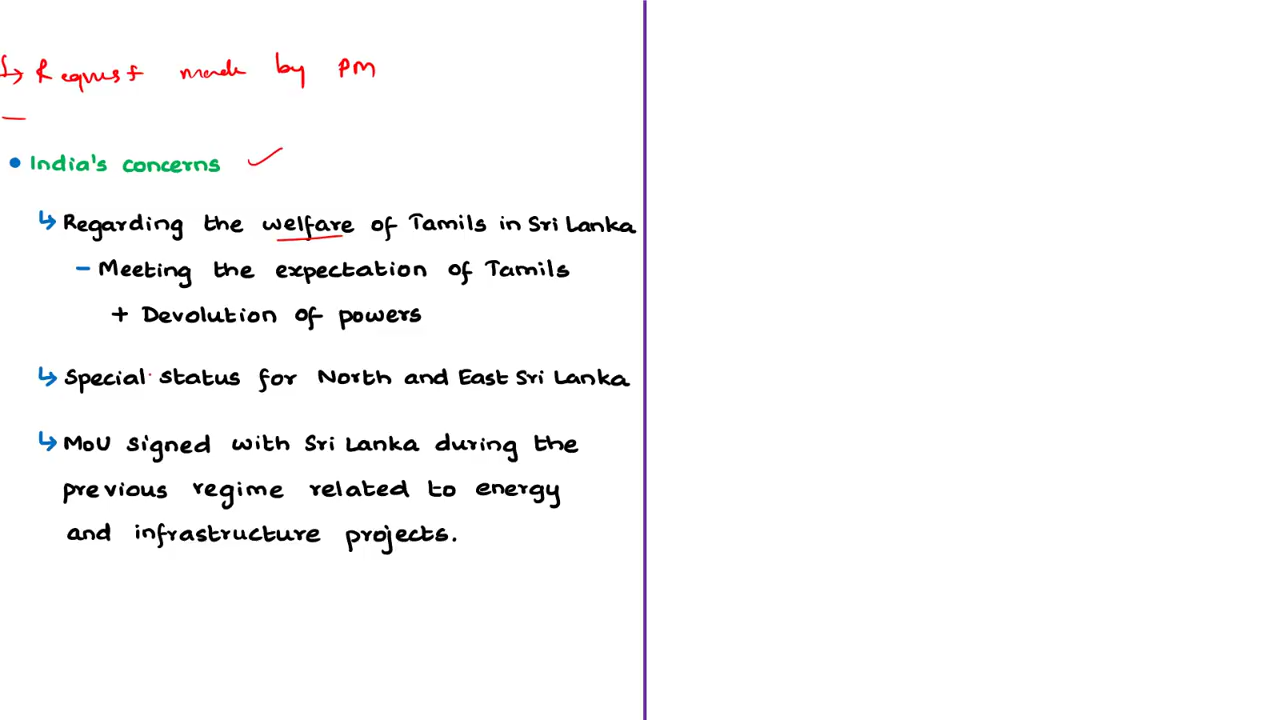 ↳ Request made by PM
–
• India's concerns ✓
↳ Regarding the welfare of Tamils in Sri Lanka
– Meeting the expectation of Tamils
+ Devolution of powers
↳ Special status for North and East Sri Lanka
↳ MoU signed with Sri Lanka during the
previous regime related to energy
and infrastructure projects.